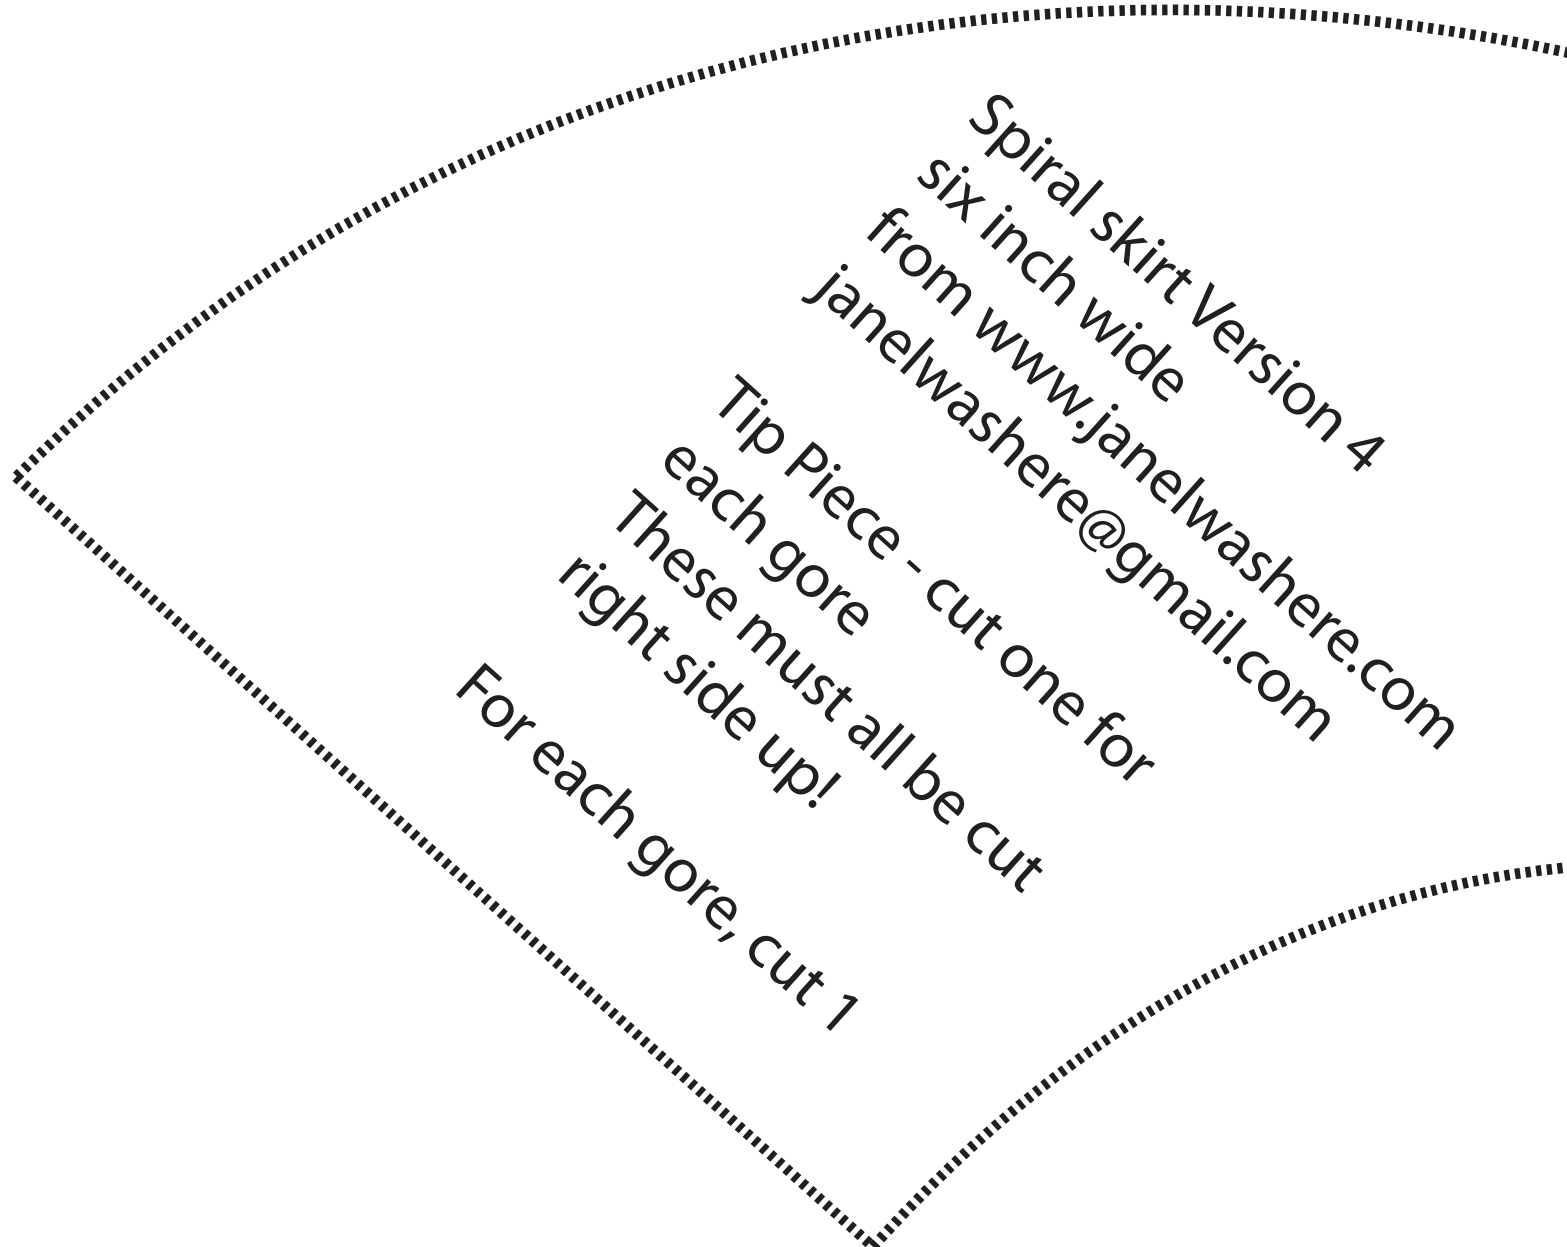 Spiral skirt Version 4
six inch wide
from www.janelwashere.com
janelwashere@gmail.com
Tip Piece - cut one for
each gore
These must all be cut
right side up!
For each gore, cut 1